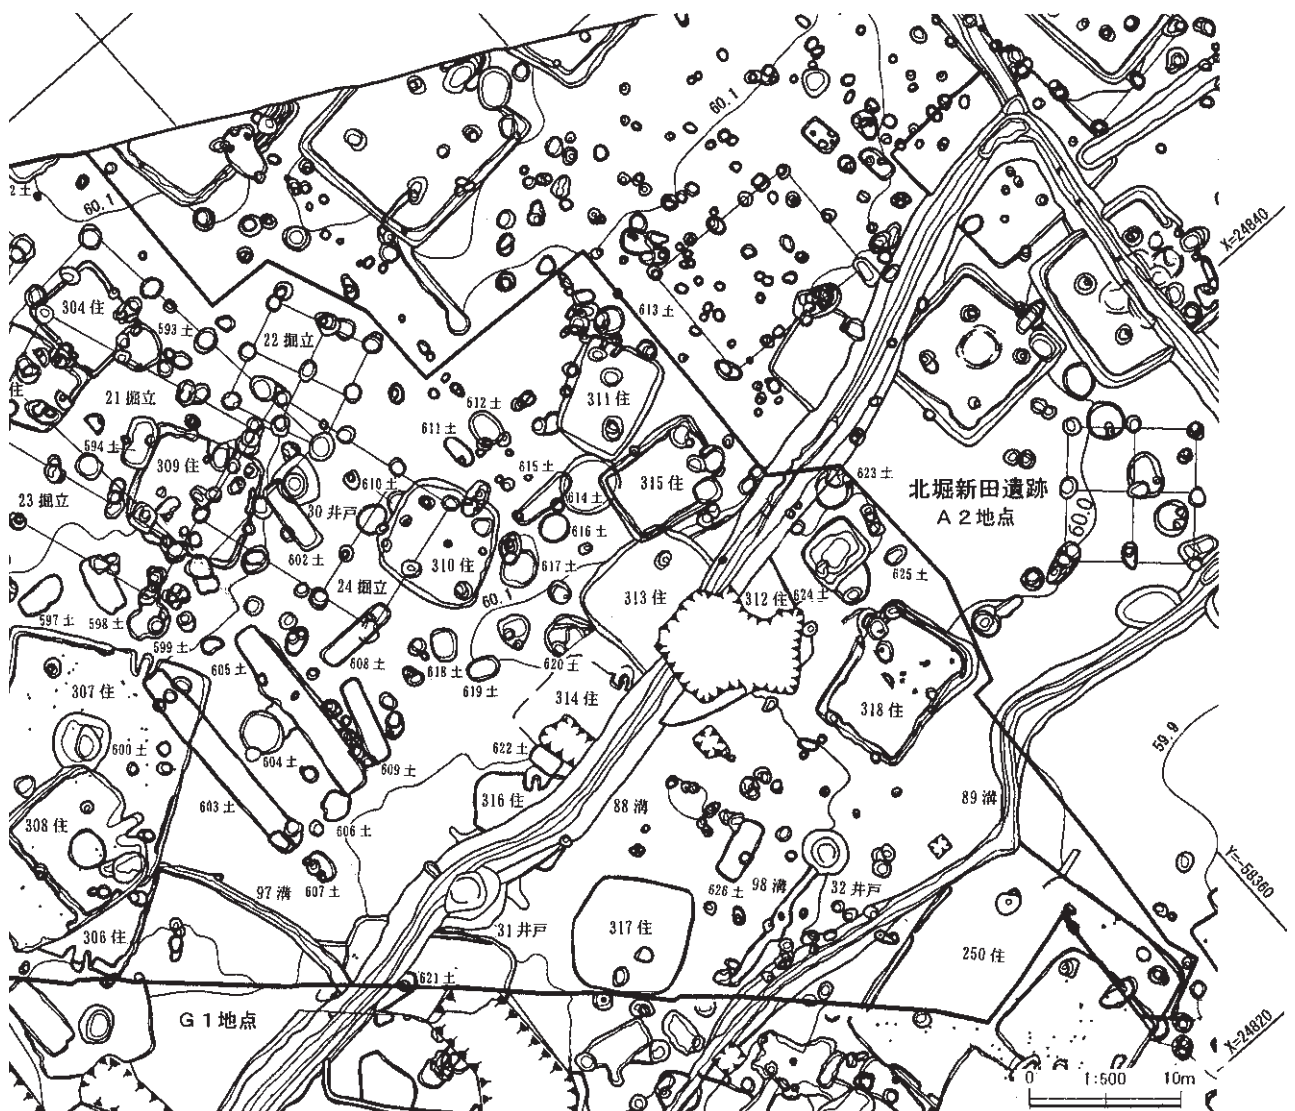 60.1
2土
60.1
X=24840
304住
593土
22掘立
613土
住
21掘立
612土
311住
611土
594土
309住
615土
315住
623土
610土
614土
北堀新田遺跡
A2地点
23掘立
30井戸
616土
60.0
602土
310住
617土
24掘立
60.1
625土
313住
312住
624土
597土
598土
599土
605土
608土
618土
620土
619土
307住
314住
318住
600土
604土
622土
59.9
609土
603土
316住
88溝
89溝
308住
606土
607土
626土
98溝
32井戸
Y=-58360
97溝
306住
31井戸
317住
250住
621土
G1地点
X=24820
0 1:500 10m